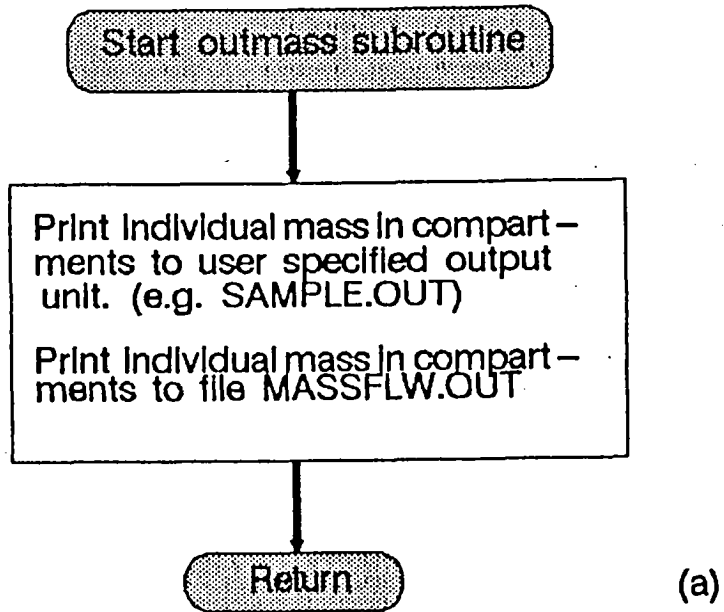 Start outmass subroutine
Print individual mass in compart–
ments to user specified output
unit. (e.g. SAMPLE.OUT)
Print individual mass in compart–
ments to file MASSFLW.OUT
Return
(a)